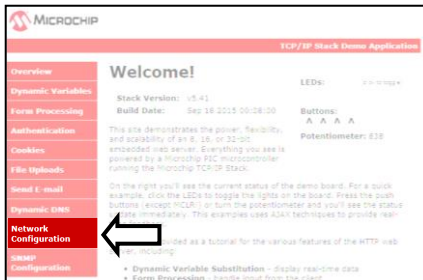 MICROCHIP
TCP/IP Stack Demo Application
Overview
Dynamic Variables
Form Processing
Authentication
Cookies
File Uploads
Send E-mail
Dynamic DNS
Network
Configuration
SNMP
Configuration
Welcome!
Stack Version: v5.41
Build Date: Sep 18 2015
This site demonstrates the power, flexibility,
and scalability of an 8, 16, or 32-bit
embedded web server. Everything you see is
powered by a Microchip PIC microcontroller
running the Microchip TCP/IP Stack.
On the right you'll see the current status of the demo board. For a quick
example, click the LEDs to toggle the lights on the board. Press the push
buttons (except MCLR!) or turn the potentiometer and you'll see the status
update immediately. This examples uses AJAX techniques to provide real-
provided as a tutorial for the various features of the HTTP web
server, including:
• Dynamic Variable Substitution - display real-time data
• Form Processing - handle input from the client
LEDs:
Buttons:
Λ Λ Λ Λ
Potentiometer: 838